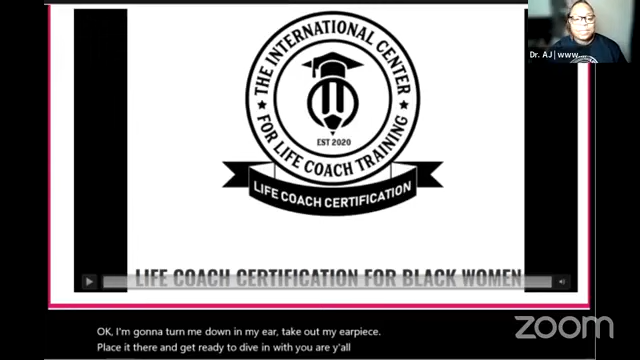 Dr. AJ | www....
THE INTERNATIONAL CENTER
EST 2020
FOR LIFE COACH TRAINING
LIFE COACH CERTIFICATION
LIFE COACH CERTIFICATION FOR BLACK WOMEN
OK, I'm gonna turn me down in my ear, take out my earpiece.
Place it there and get ready to dive in with you are y'all
zoom